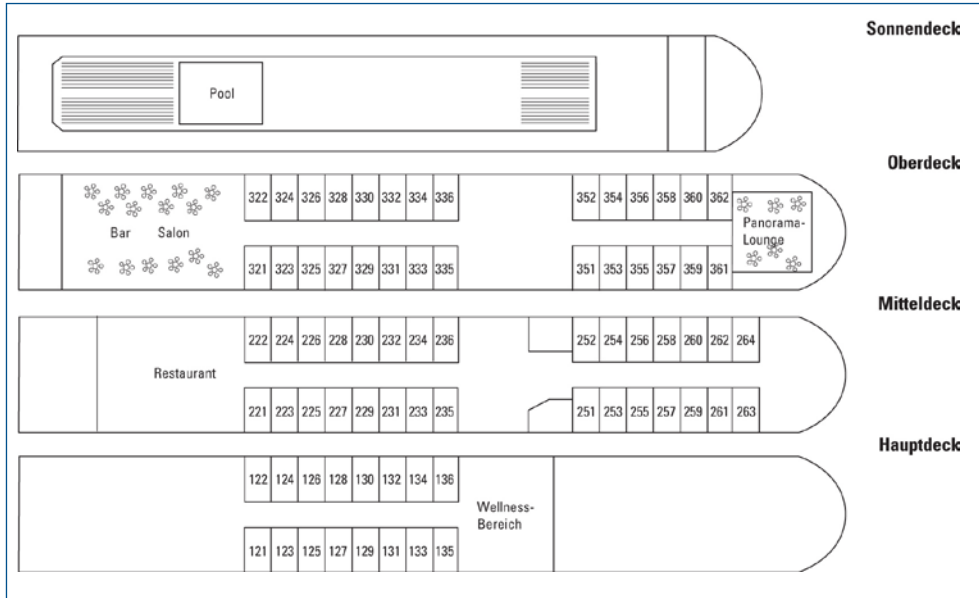 Sonnendeck
Pool
Oberdeck
322 324 326 328 330 332 334 336 352 354 356 358 360 362
Bar Salon
Panorama-
Lounge
321 323 325 327 329 331 333 335 351 353 355 357 359 361
Mitteldeck
222 224 226 228 230 232 234 236 252 254 256 258 260 262 264
Restaurant
221 223 225 227 229 231 233 235 251 253 255 257 259 261 263
Hauptdeck
122 124 126 128 130 132 134 136
Wellness-
Bereich
121 123 125 127 129 131 133 135